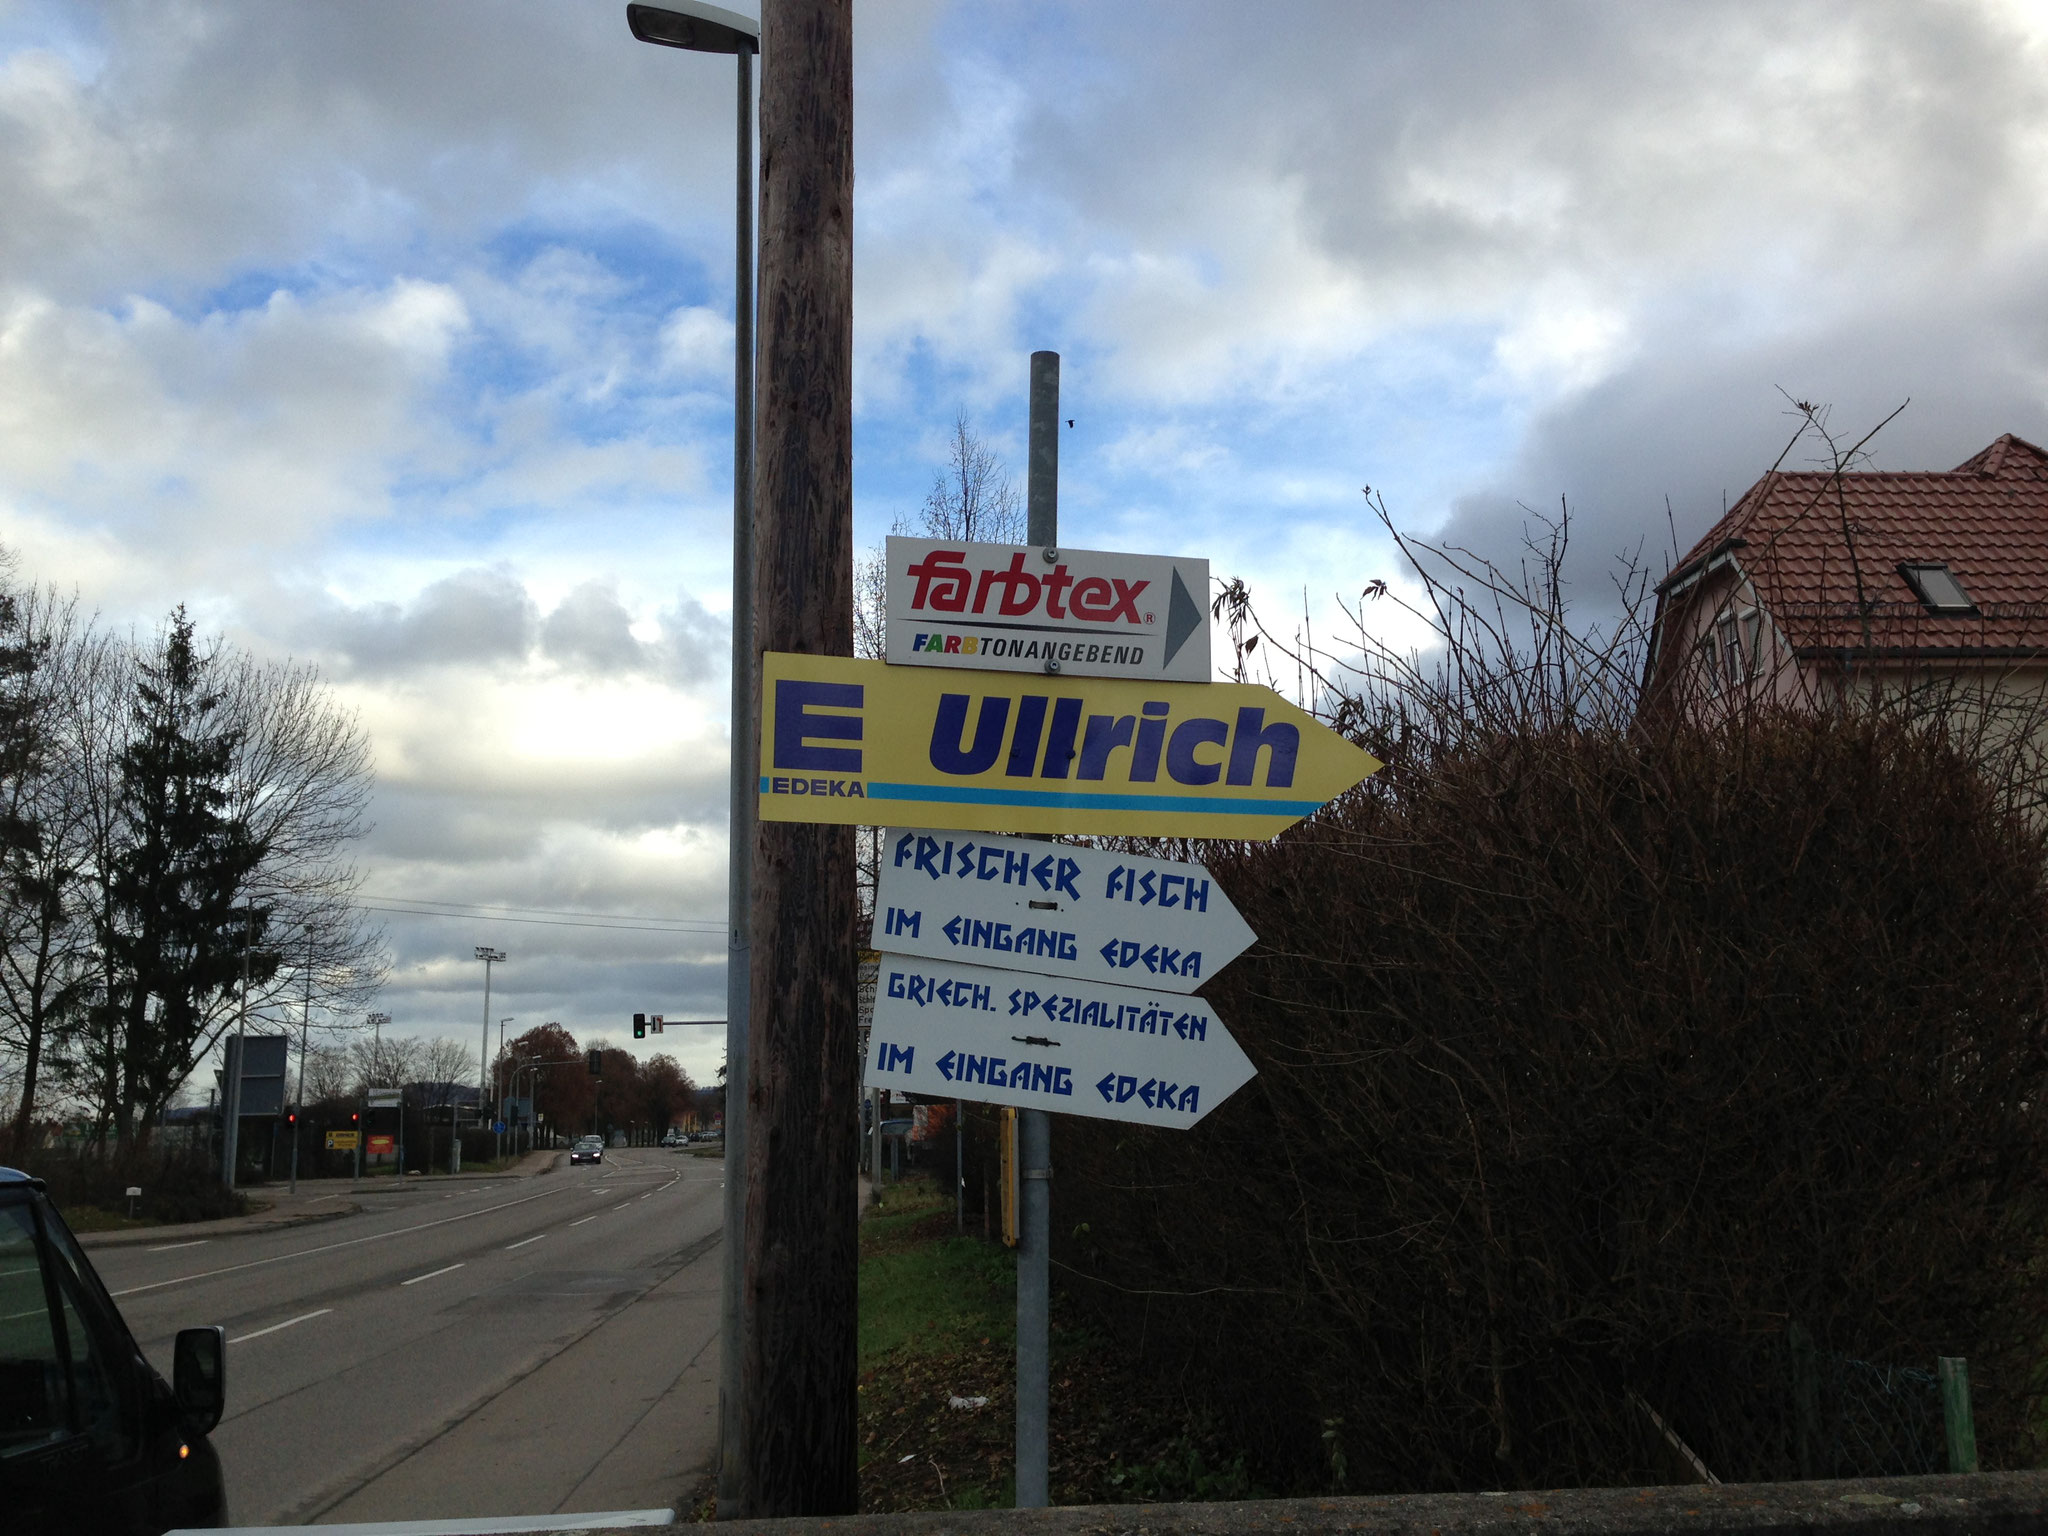 farbtex®
FARBTONANGEBEND
E Ullrich
EDEKA
FRISCHER FISCH
IM EINGANG EDEKA
GRIECH. SPEZIALITÄTEN
IM EINGANG EDEKA